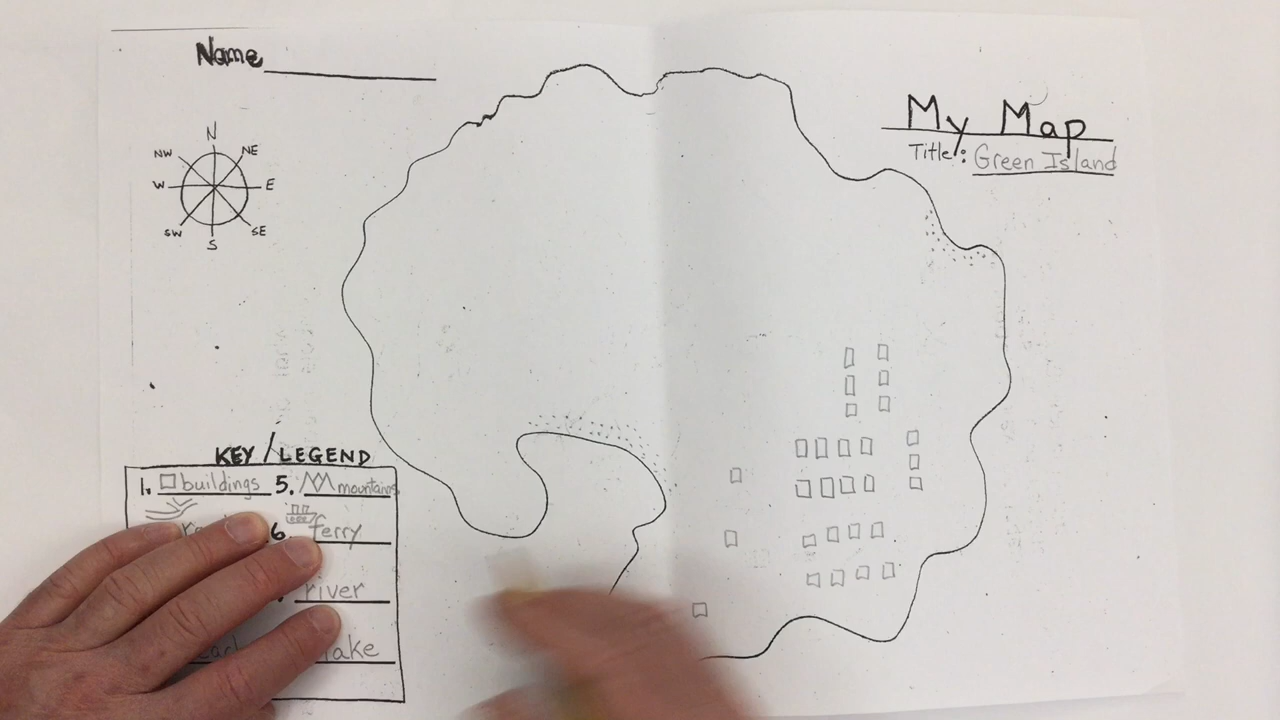 Name
My Map
Title: Green Island
N
NW NE
W E
SW SE
S
KEY/LEGEND
1. buildings 5. mountains
6. ferry
river
lake